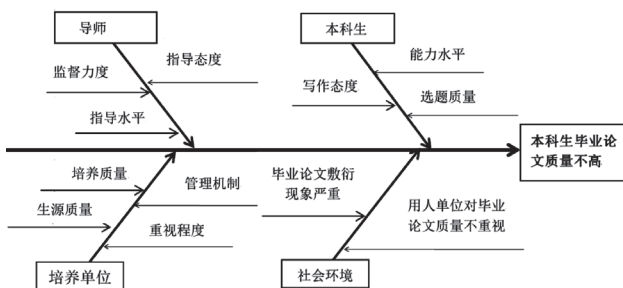 导师
本科生
指导态度
能力水平
监督力度
写作态度
选题质量
指导水平
本科生毕业论
文质量不高
培养质量
管理机制
毕业论文敷衍
现象严重
生源质量
用人单位对毕业
论文质量不重视
重视程度
培养单位
社会环境